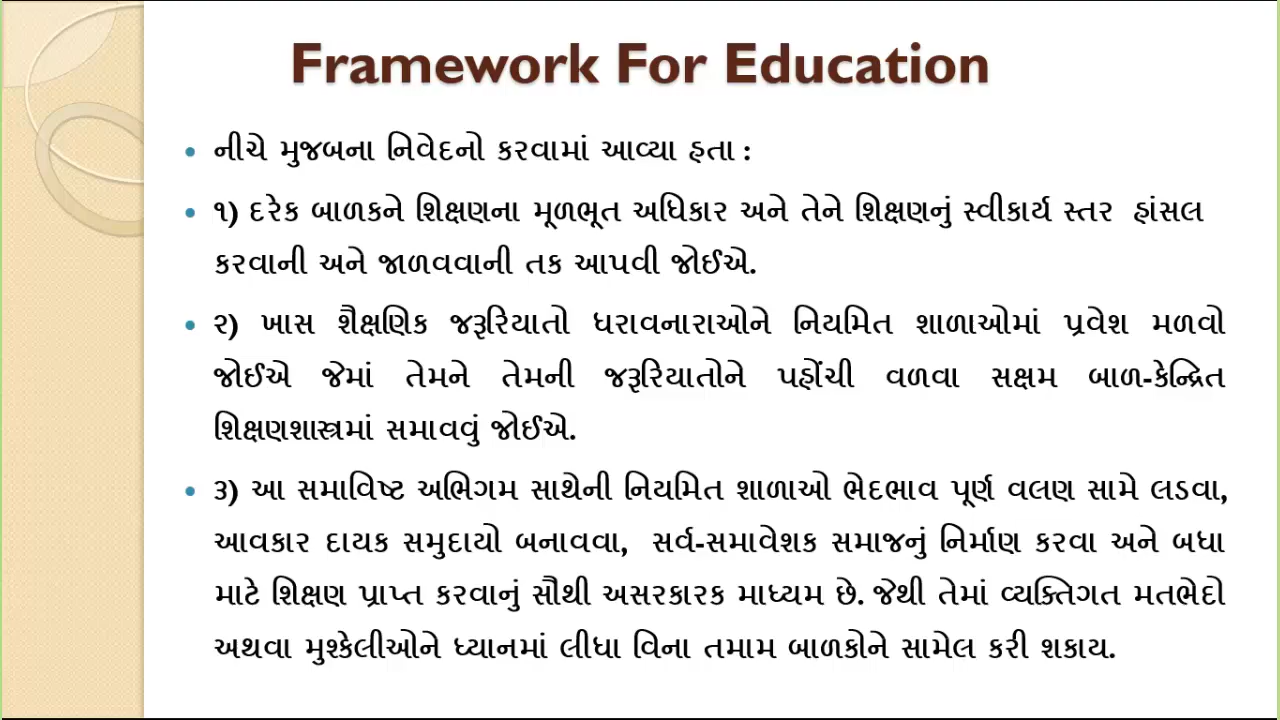 Framework For Education
• નીચે મુજબના નિવેદનો કરવામાં આવ્યા હતા :
• ૧) દરેક બાળકને શિક્ષણના મૂળભૂત અધિકાર અને તેને શિક્ષણનું સ્વીકાર્ય સ્તર હાંસલ
કરવાની અને જાળવવાની તક આપવી જોઈએ.
• ૨) ખાસ શૈક્ષણિક જરૂરિયાતો ધરાવનારાઓને નિયમિત શાળાઓમાં પ્રવેશ મળવો
જોઈએ જેમાં તેમને તેમની જરૂરિયાતોને પહોંચી વળવા સક્ષમ બાળ-કેન્દ્રિત
શિક્ષણશાસ્ત્રમાં સમાવવું જોઈએ.
• ૩) આ સમાવિષ્ટ અભિગમ સાથેની નિયમિત શાળાઓ ભેદભાવ પૂર્ણ વલણ સામે લડવા,
આવકાર દાયક સમુદાયો બનાવવા, સર્વ-સમાવેશક સમાજનું નિર્માણ કરવા અને બધા
માટે શિક્ષણ પ્રાપ્ત કરવાનું સૌથી અસરકારક માધ્યમ છે. જેથી તેમાં વ્યક્તિગત મતભેદો
અથવા મુશ્કેલીઓને ધ્યાનમાં લીધા વિના તમામ બાળકોને સામેલ કરી શકાય.